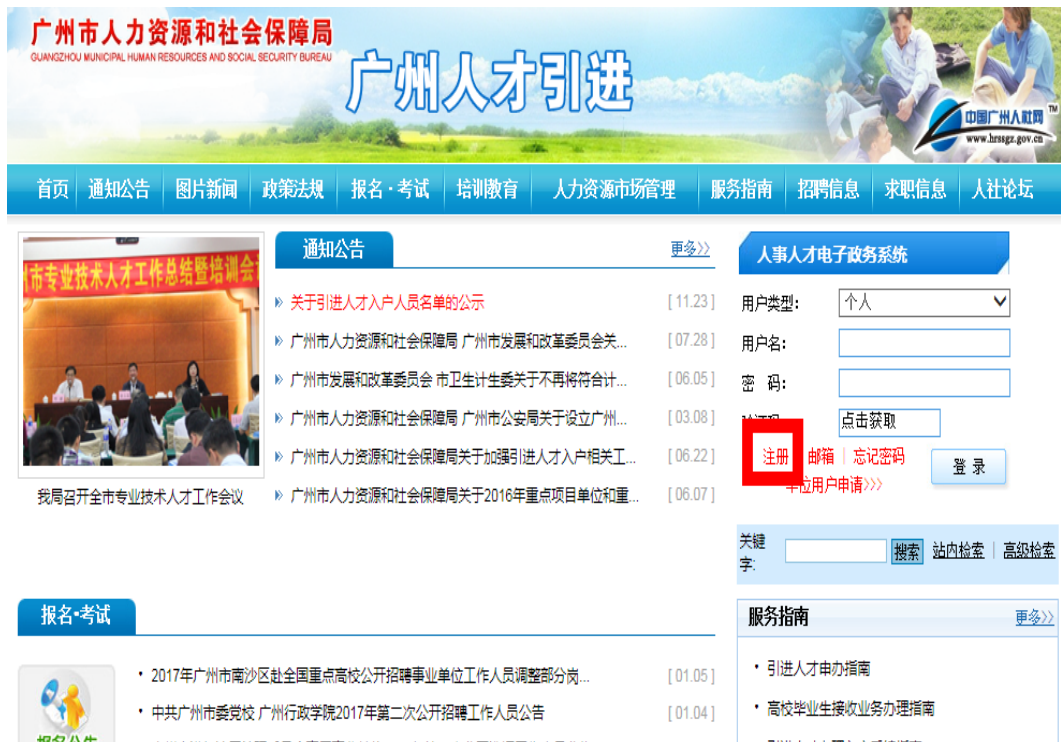 广州市人力资源和社会保障局
GUANGZHOU MUNICIPAL HUMAN RESOURCES AND SOCIAL SECURITY BUREAU
广州人才引进
中国广州人社网 TM
www.hrssgz.gov.cn
首页 通知公告 图片新闻 政策法规 报名·考试 培训教育 人力资源市场管理 服务指南 招聘信息 求职信息 人社论坛
市专业技术人才工作总结暨培训会
我局召开全市专业技术人才工作会议
通知公告 更多>>
关于引进人才入户人员名单的公示 [ 11.23 ]
广州市人力资源和社会保障局 广州市发展和改革委员会关... [ 07.28 ]
广州市发展和改革委员会 市卫生计生委关于不再将符合计... [ 06.05 ]
广州市人力资源和社会保障局 广州市公安局关于设立广州... [ 03.08 ]
广州市人力资源和社会保障局关于加强引进人才入户相关工... [ 06.22 ]
广州市人力资源和社会保障局关于2016年重点项目单位和重... [ 06.07 ]
人事人才电子政务系统
用户类型: 个人
用户名:
密 码:
点击获取
注册 邮箱 | 忘记密码
登 录
单位用户申请>>>
关键字: 搜索 站内检索 | 高级检索
报名·考试
2017年广州市南沙区赴全国重点高校公开招聘事业单位工作人员调整部分岗... [ 01.05 ]
中共广州市委党校 广州行政学院2017年第二次公开招聘工作人员公告 [ 01.04 ]
报名公告
服务指南 更多>>
引进人才申办指南
高校毕业生接收业务办理指南